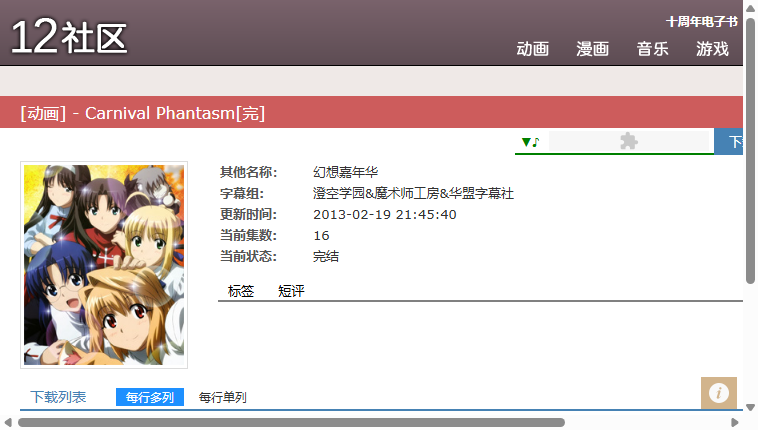 12社区
十周年电子书
动画 漫画 音乐 游戏
[动画] - Carnival Phantasm[完]
▼♪
下
其他名称: 幻想嘉年华
字幕组: 澄空学园&魔术师工房&华盟字幕社
更新时间: 2013-02-19 21:45:40
当前集数: 16
当前状态: 完结
标签 短评
下载列表 每行多列 每行单列